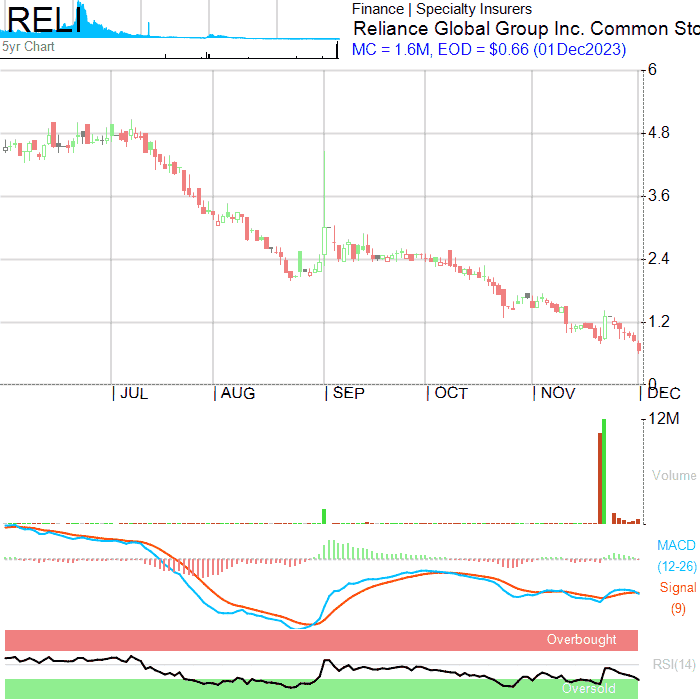 RELI
5yr Chart
Finance | Specialty Insurers
Reliance Global Group Inc. Common Sto
MC = 1.6M, EOD = $0.66 (01Dec2023)
6
4.8
3.6
2.4
1.2
0
| JUL | AUG | SEP | OCT | NOV | DEC
12M
Volume
MACD
(12-26)
Signal
(9)
Overbought
RSI(14)
Oversold